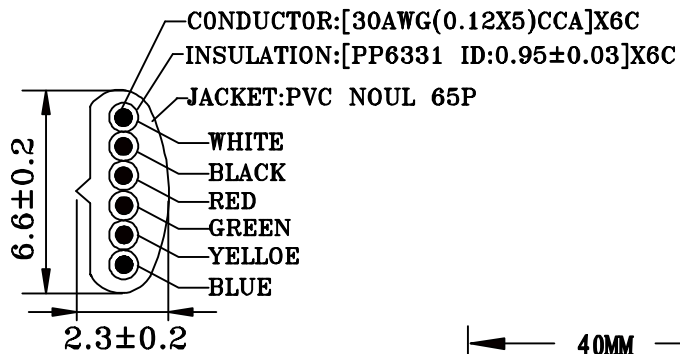 CONDUCTOR:[30AWG(0.12X5)CCA]X6C
INSULATION:[PP6331 ID:0.95±0.03]X6C
JACKET:PVC NOUL 65P
WHITE
BLACK
RED
GREEN
YELLOE
BLUE
6.6±0.2
2.3±0.2
40MM